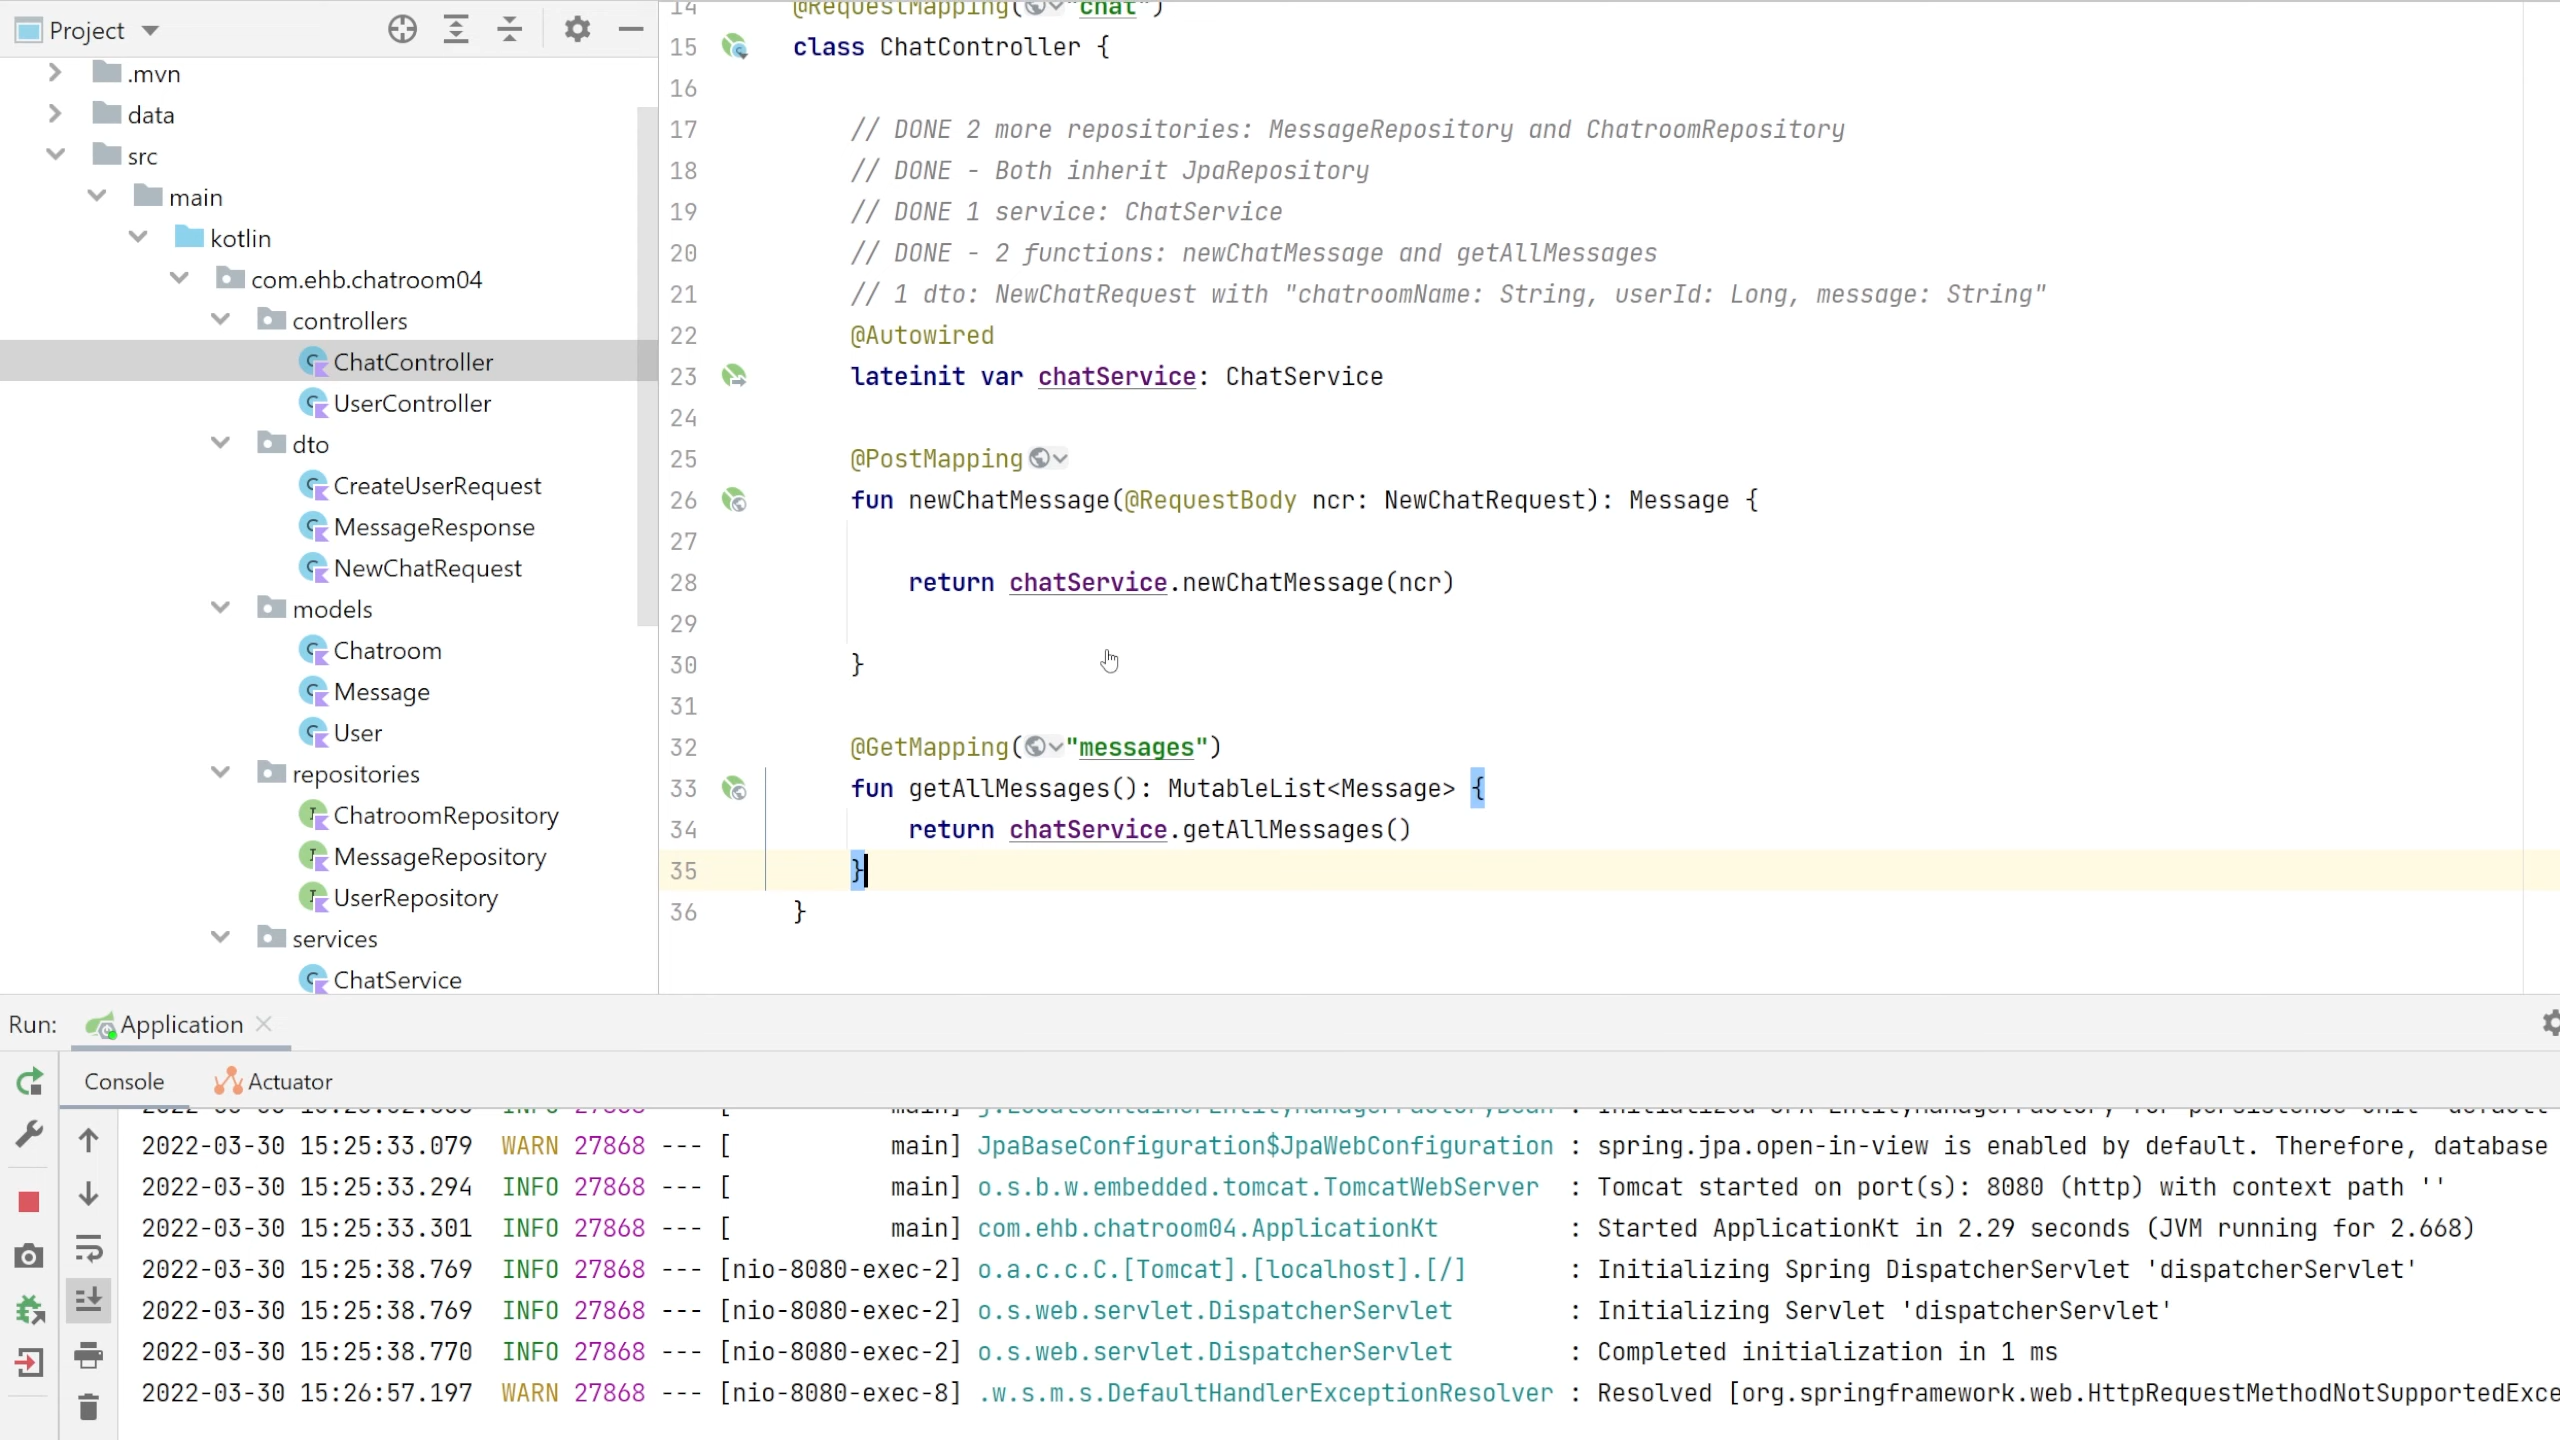 Project
.mvn
data
src
main
kotlin
com.ehb.chatroom04
controllers
ChatController
UserController
dto
CreateUserRequest
MessageResponse
NewChatRequest
models
Chatroom
Message
User
repositories
ChatroomRepository
MessageRepository
UserRepository
services
ChatService
14 @RequestMapping("chat")
15 class ChatController {
16
17 // DONE 2 more repositories: MessageRepository and ChatroomRepository
18 // DONE - Both inherit JpaRepository
19 // DONE 1 service: ChatService
20 // DONE - 2 functions: newChatMessage and getAllMessages
21 // 1 dto: NewChatRequest with "chatroomName: String, userId: Long, message: String"
22 @Autowired
23 lateinit var chatService: ChatService
24
25 @PostMapping
26 fun newChatMessage(@RequestBody ncr: NewChatRequest): Message {
27
28 return chatService.newChatMessage(ncr)
29
30 }
31
32 @GetMapping("messages")
33 fun getAllMessages(): MutableList<Message> {
34 return chatService.getAllMessages()
35 }
36 }
Run: Application
Console Actuator
2022-03-30 15:25:33.079 WARN 27868 --- [ main] JpaBaseConfiguration$JpaWebConfiguration : spring.jpa.open-in-view is enabled by default. Therefore, database
2022-03-30 15:25:33.294 INFO 27868 --- [ main] o.s.b.w.embedded.tomcat.TomcatWebServer : Tomcat started on port(s): 8080 (http) with context path ''
2022-03-30 15:25:33.301 INFO 27868 --- [ main] com.ehb.chatroom04.ApplicationKt : Started ApplicationKt in 2.29 seconds (JVM running for 2.668)
2022-03-30 15:25:38.769 INFO 27868 --- [nio-8080-exec-2] o.a.c.c.C.[Tomcat].[localhost].[/] : Initializing Spring DispatcherServlet 'dispatcherServlet'
2022-03-30 15:25:38.769 INFO 27868 --- [nio-8080-exec-2] o.s.web.servlet.DispatcherServlet : Initializing Servlet 'dispatcherServlet'
2022-03-30 15:25:38.770 INFO 27868 --- [nio-8080-exec-2] o.s.web.servlet.DispatcherServlet : Completed initialization in 1 ms
2022-03-30 15:26:57.197 WARN 27868 --- [nio-8080-exec-8] .w.s.m.s.DefaultHandlerExceptionResolver : Resolved [org.springframework.web.HttpRequestMethodNotSupportedExce